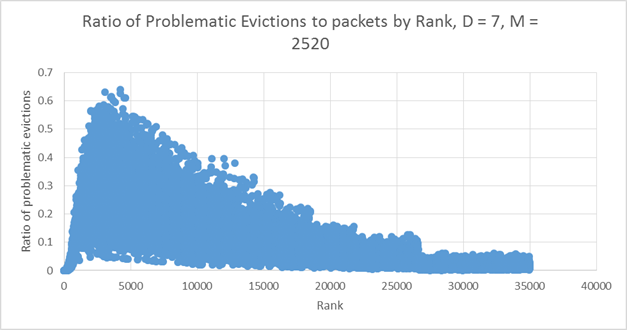 Ratio of Problematic Evictions to packets by Rank, D = 7, M =
2520
0.7
0.6
0.5
0.4
0.3
0.2
0.1
0
Ratio of problematic evictions
0 5000 10000 15000 20000 25000 30000 35000 40000
Rank